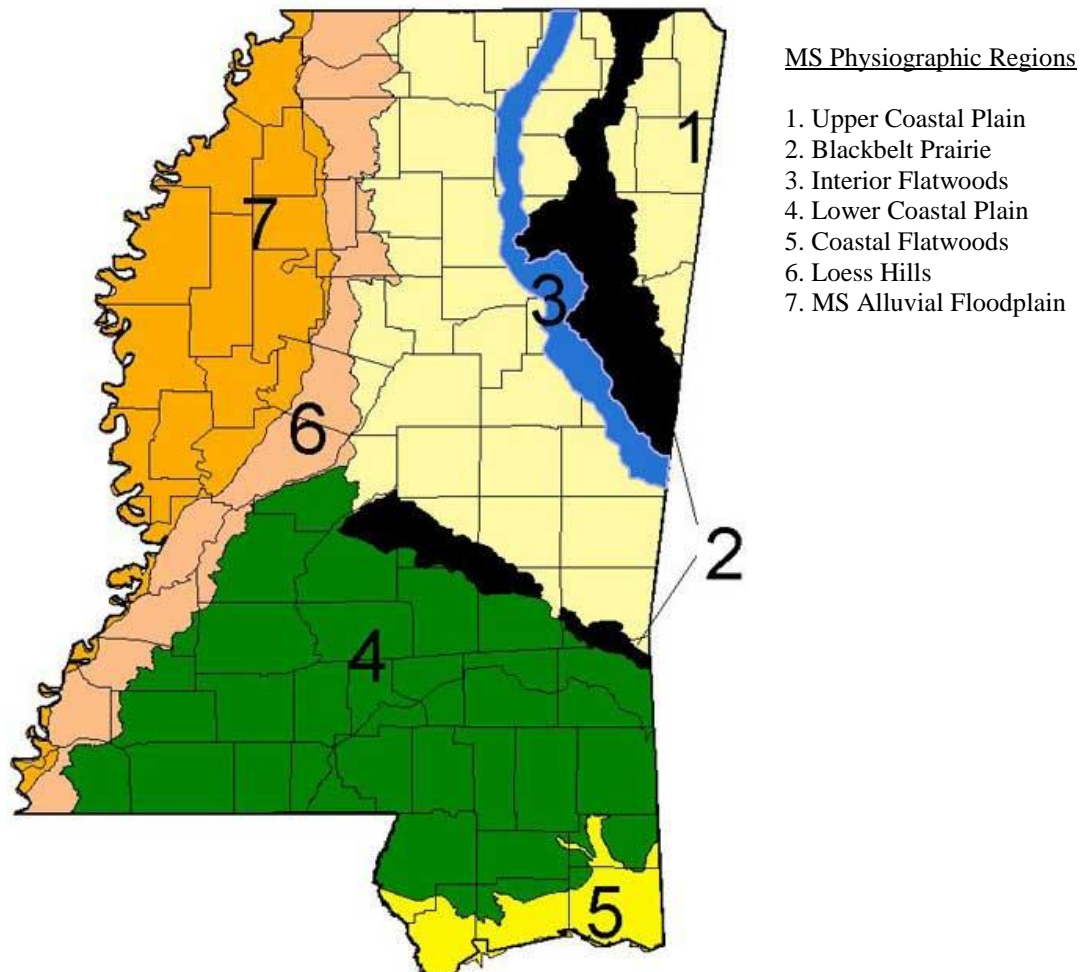 MS Physiographic Regions
1. Upper Coastal Plain
2. Blackbelt Prairie
3. Interior Flatwoods
4. Lower Coastal Plain
5. Coastal Flatwoods
6. Loess Hills
7. MS Alluvial Floodplain
1
7
3
6
2
4
5